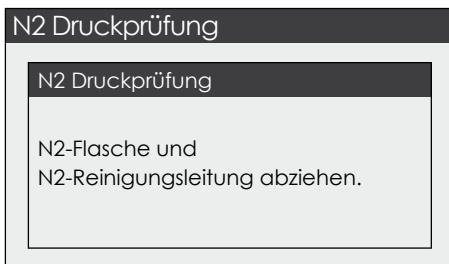 N2 Druckprüfung
N2 Druckprüfung
N2-Flasche und
N2-Reinigungsleitung abziehen.